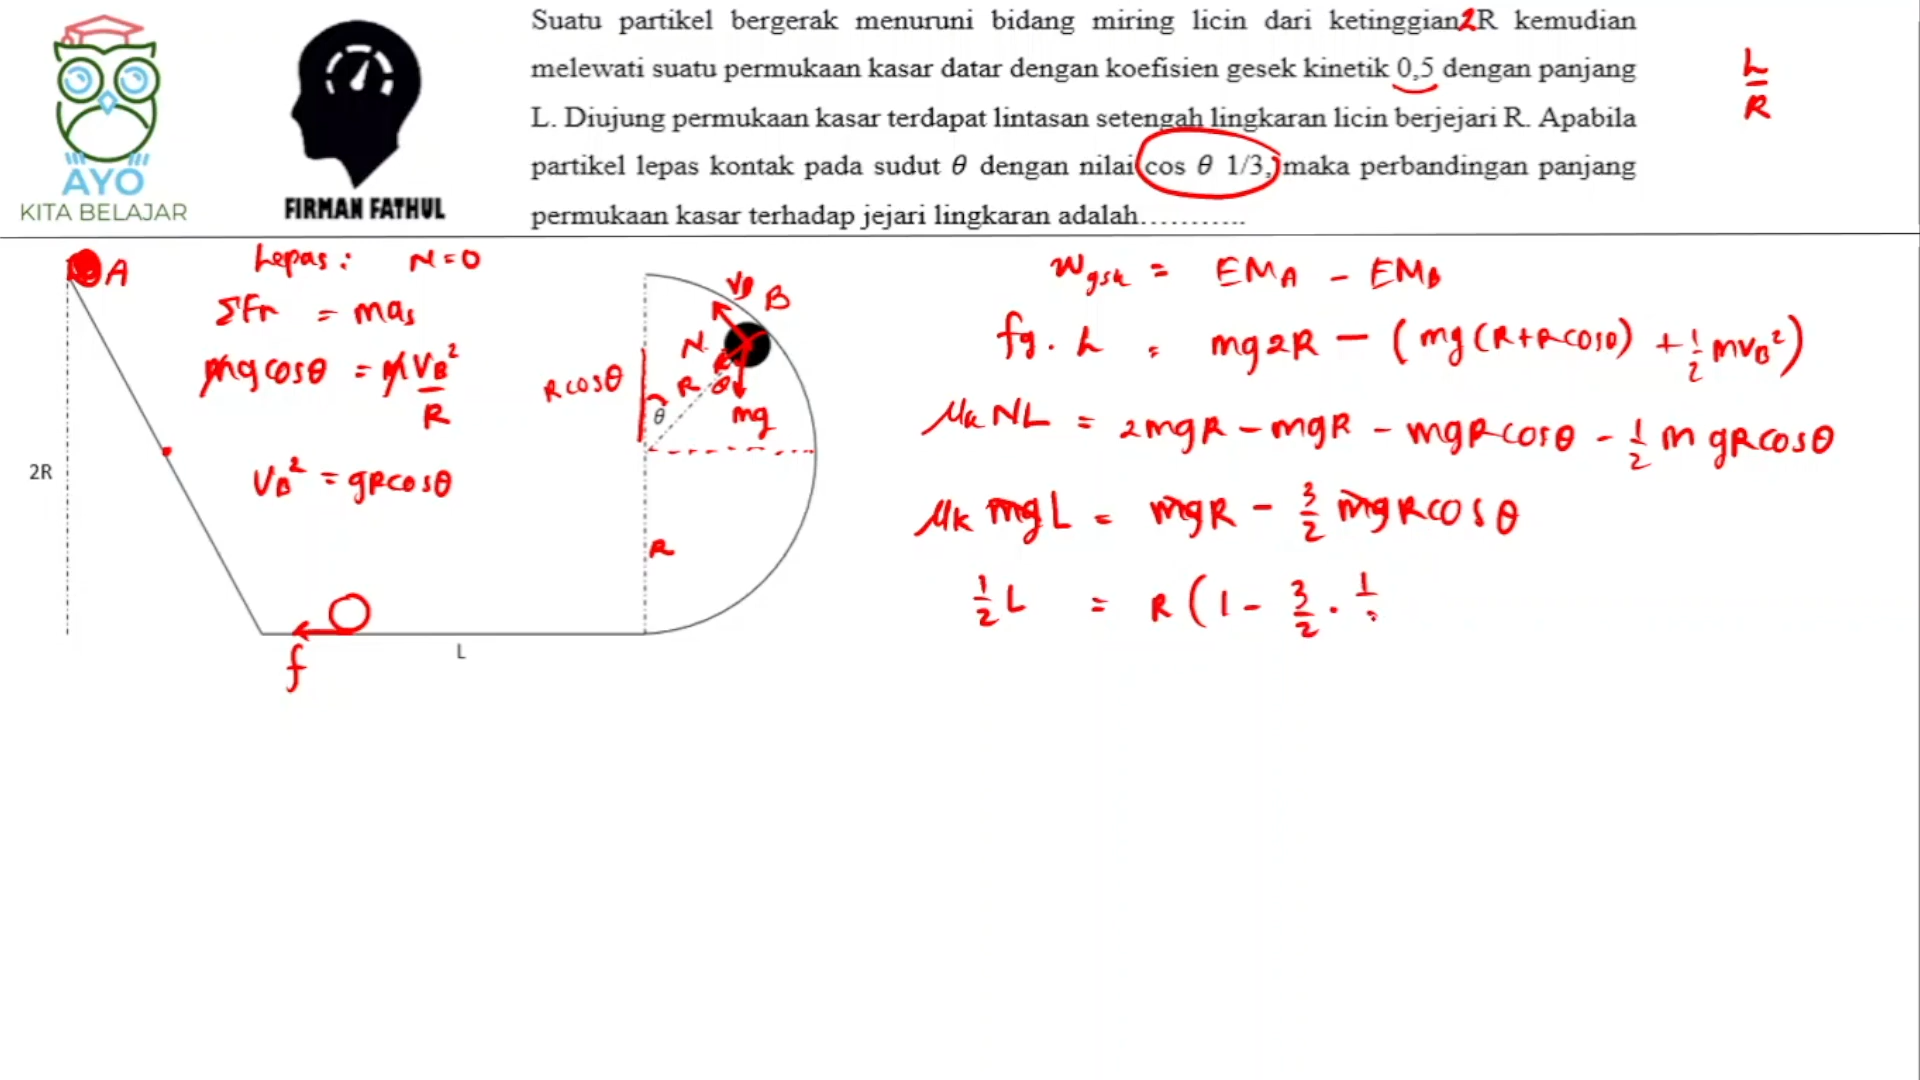 AYO
KITA BELAJAR
FIRMAN FATHUL
Suatu partikel bergerak menuruni bidang miring licin dari ketinggian 2R kemudian
melewati suatu permukaan kasar datar dengan koefisien gesek kinetik 0,5 dengan panjang
L. Diujung permukaan kasar terdapat lintasan setengah lingkaran licin berjejari R. Apabila
partikel lepas kontak pada sudut θ dengan nilai cos θ 1/3, maka perbandingan panjang
permukaan kasar terhadap jejari lingkaran adalah...........
L/R
A
Lepas : N = 0
ΣFr = mas
mg cosθ = m VB²/R
VB² = gRcosθ
2R
f
L
R cosθ
θ
R
N
θ
mg
VB
B
R
Wgsk = EMA - EMB
fg . L = mg2R - (mg(R+Rcosθ) + 1/2 mVB²)
μk NL = 2mgR - mgR - mgRcosθ - 1/2 m gRcosθ
μk mgL = mgR - 3/2 mgRcosθ
1/2 L = R (1 - 3/2 . 1